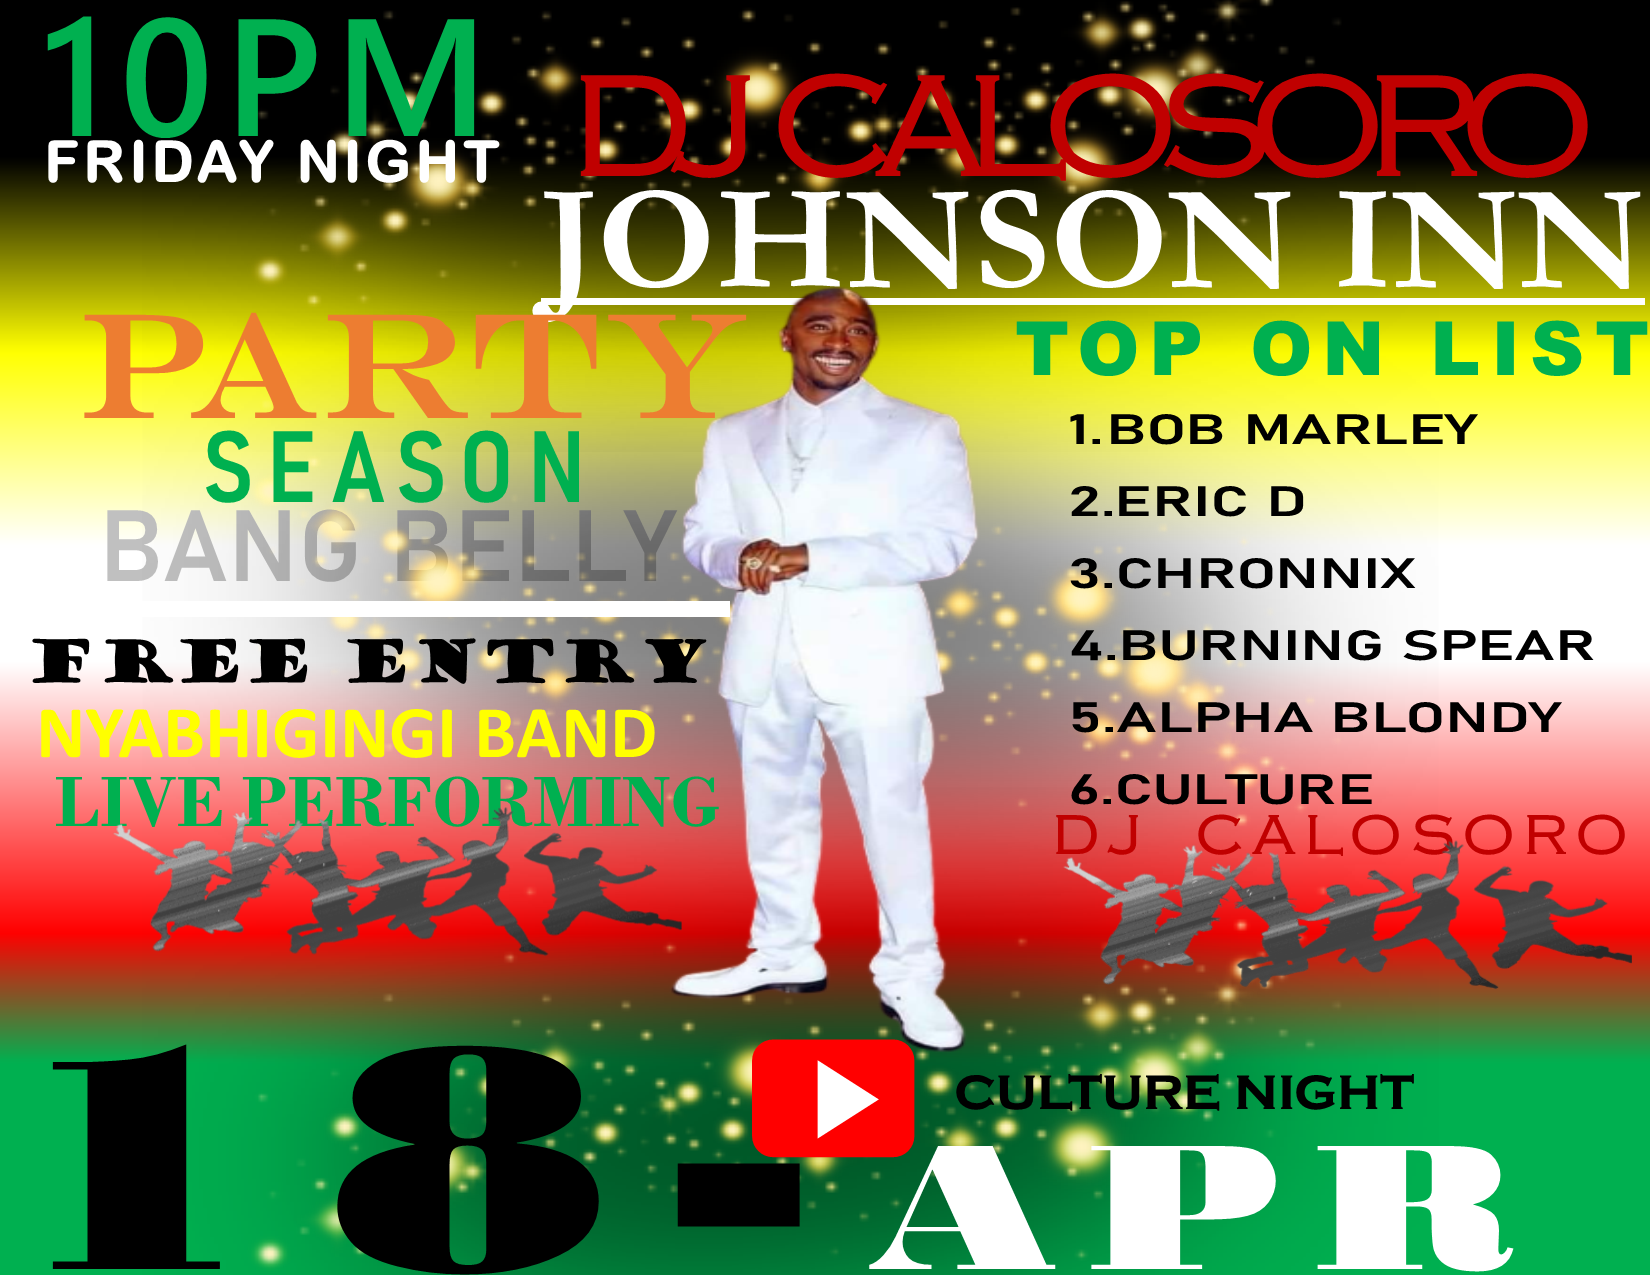 10PM
FRIDAY NIGHT
DJ CALOSORO
JOHNSON INN
PARTY
SEASON
BANG BELLY
FREE ENTRY
NYABHIGINGI BAND
LIVE PERFORMING
TOP ON LIST
1.BOB MARLEY
2.ERIC D
3.CHRONNIX
4.BURNING SPEAR
5.ALPHA BLONDY
6.CULTURE
DJ CALOSORO
CULTURE NIGHT
18-APR